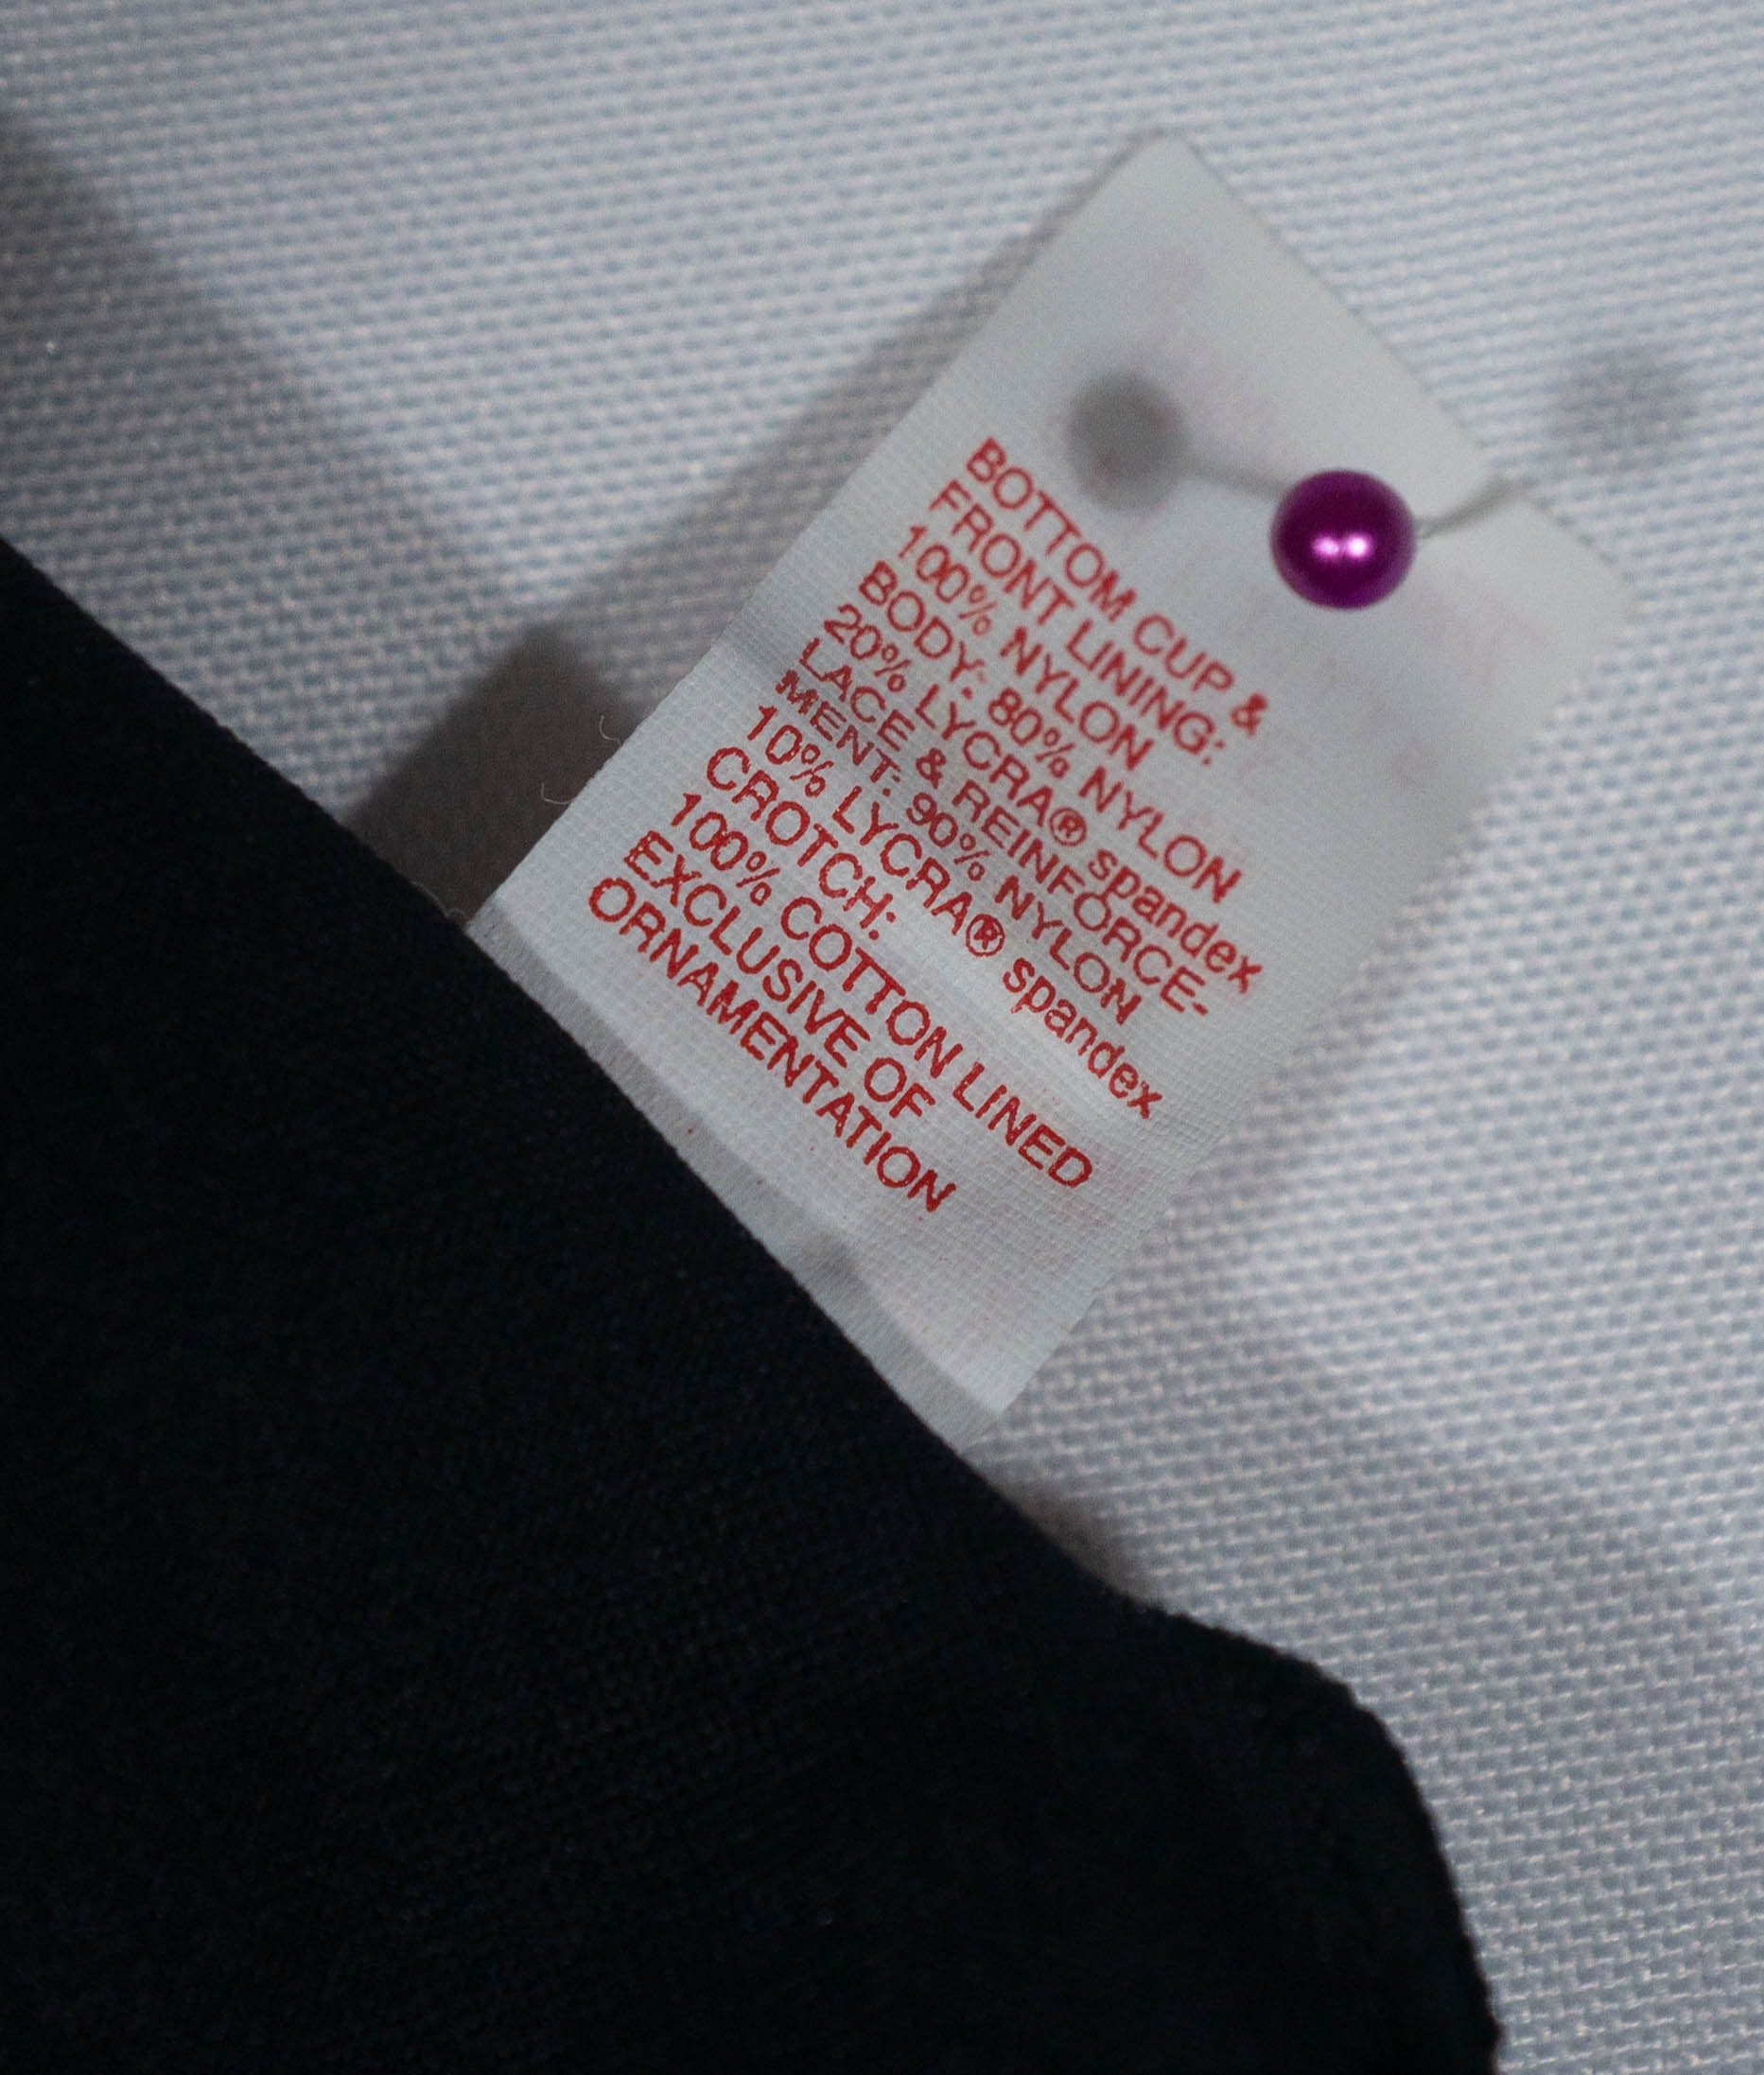 BOTTOM CUP &
FRONT LINING:
100% NYLON
BODY: 80% NYLON
20% LYCRA® spandex
LACE & REINFORCE-
MENT: 90% NYLON
10% LYCRA® spandex
CROTCH:
100% COTTON LINED
EXCLUSIVE OF
ORNAMENTATION